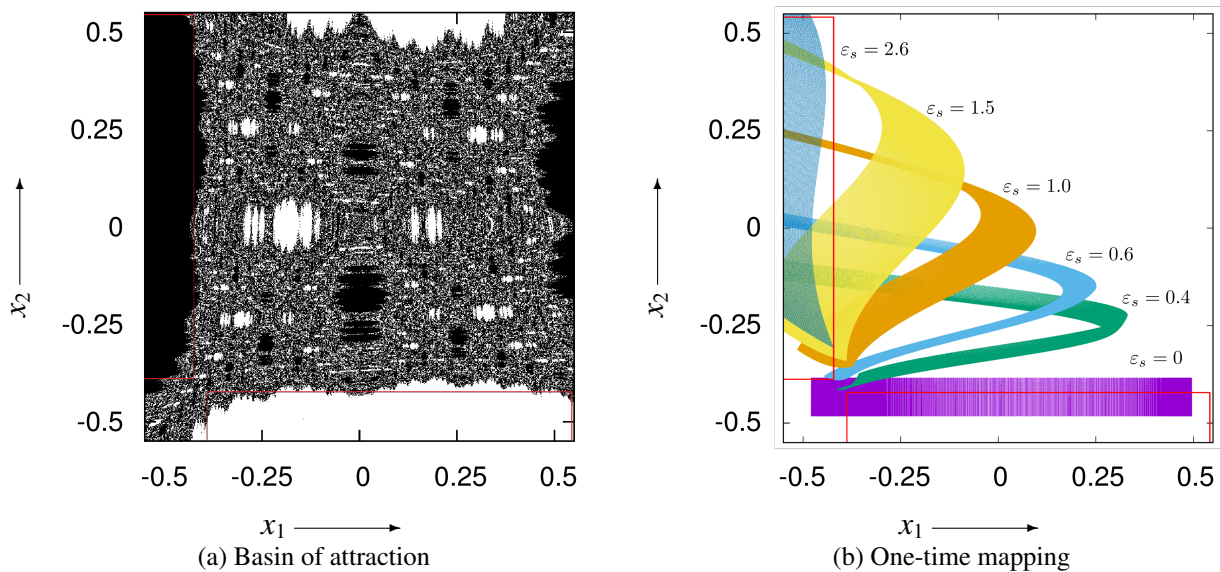 0.5
0.25
0
-0.25
-0.5
x₂
-0.5 -0.25 0 0.25 0.5
x₁
(a) Basin of attraction
0.5
0.25
0
-0.25
-0.5
x₂
εₛ = 2.6
εₛ = 1.5
εₛ = 1.0
εₛ = 0.6
εₛ = 0.4
εₛ = 0
-0.5 -0.25 0 0.25 0.5
x₁
(b) One-time mapping